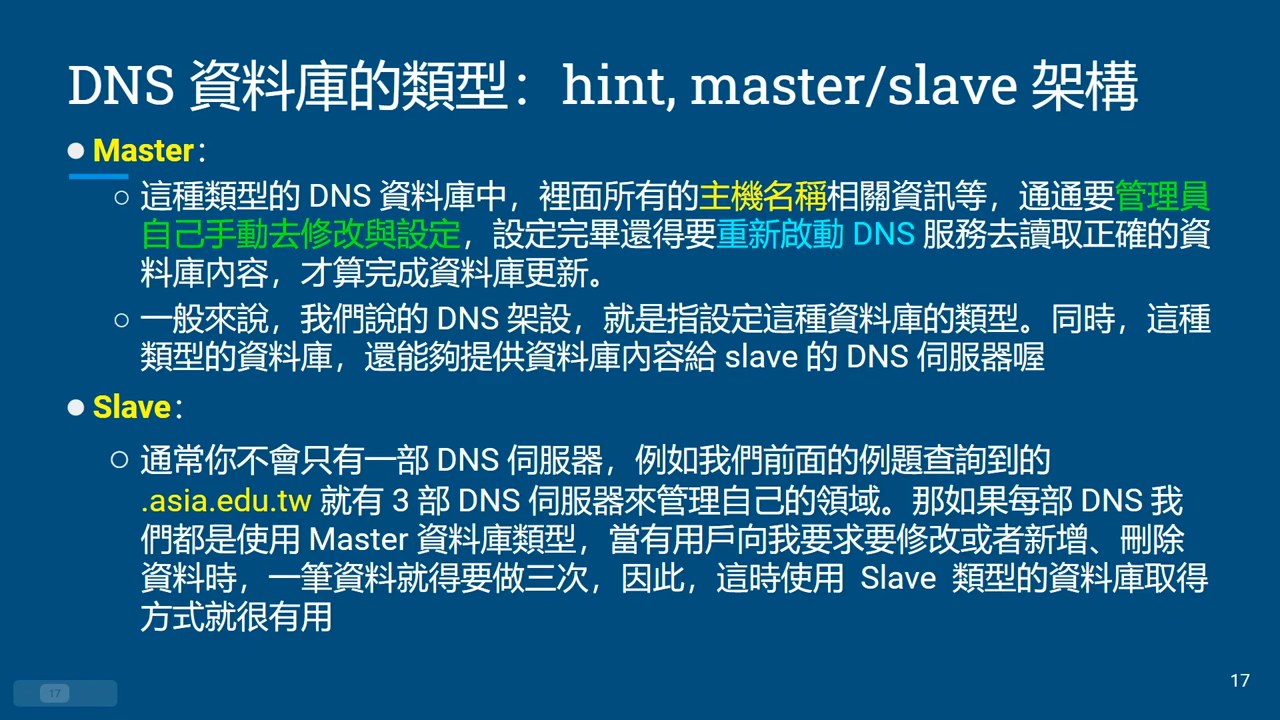 DNS 資料庫的類型：hint, master/slave 架構
● Master：
○ 這種類型的 DNS 資料庫中，裡面所有的主機名稱相關資訊等，通通要管理員
自己手動去修改與設定，設定完畢還得要重新啟動 DNS 服務去讀取正確的資
料庫內容，才算完成資料庫更新。
○ 一般來說，我們說的 DNS 架設，就是指設定這種資料庫的類型。同時，這種
類型的資料庫，還能夠提供資料庫內容給 slave 的 DNS 伺服器喔
● Slave：
○ 通常你不會只有一部 DNS 伺服器，例如我們前面的例題查詢到的
.asia.edu.tw 就有 3 部 DNS 伺服器來管理自己的領域。那如果每部 DNS 我
們都是使用 Master 資料庫類型，當有用戶向我要求要修改或者新增、刪除
資料時，一筆資料就得要做三次，因此，這時使用 Slave 類型的資料庫取得
方式就很有用
17
17